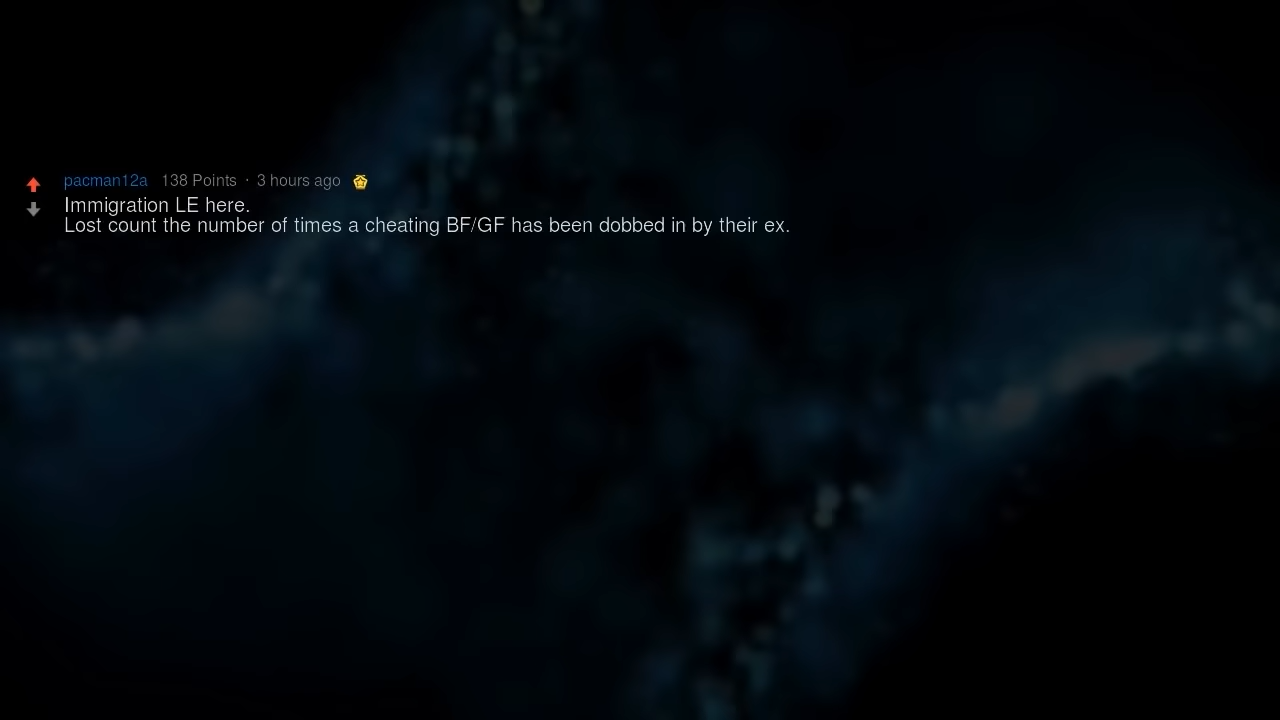 pacman12a 138 Points · 3 hours ago
Immigration LE here.
Lost count the number of times a cheating BF/GF has been dobbed in by their ex.